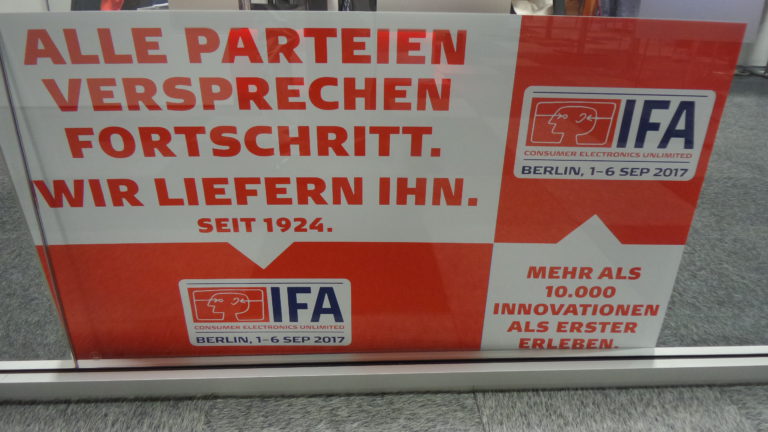 ALLE PARTEIEN
VERSPRECHEN
FORTSCHRITT.
WIR LIEFERN IHN.
SEIT 1924.
IFA
CONSUMER ELECTRONICS UNLIMITED
BERLIN, 1–6 SEP 2017
IFA
CONSUMER ELECTRONICS UNLIMITED
BERLIN, 1–6 SEP 2017
MEHR ALS
10.000
INNOVATIONEN
ALS ERSTER
ERLEBEN.